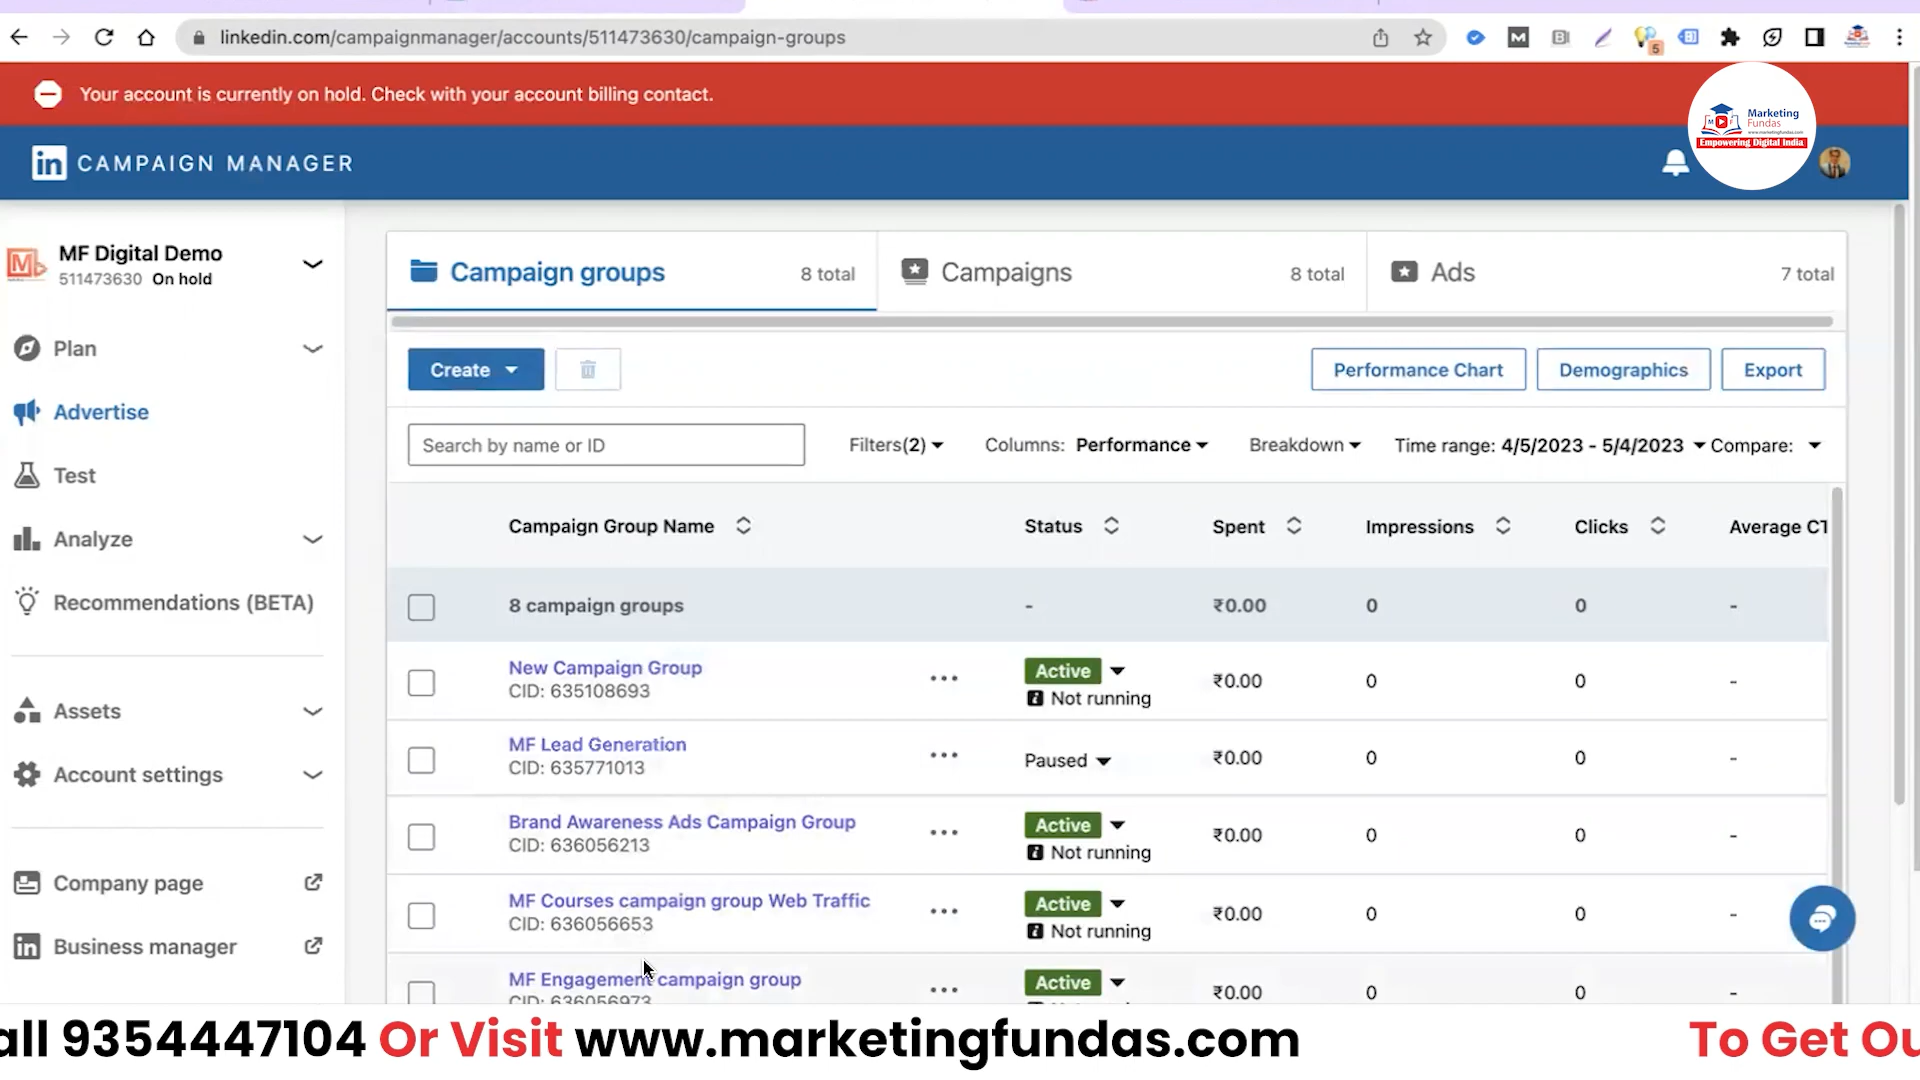 linkedin.com/campaignmanager/accounts/511473630/campaign-groups
5
Your account is currently on hold. Check with your account billing contact.
Marketing
Fundas
www.marketingfundas.com
Empowering Digital India
in CAMPAIGN MANAGER
MF Digital Demo
511473630 On hold
Plan
Advertise
Test
Analyze
Recommendations (BETA)
Assets
Account settings
Company page
Business manager
Campaign groups 8 total
Campaigns 8 total
Ads 7 total
Create
Performance Chart
Demographics
Export
Search by name or ID
Filters(2)
Columns: Performance
Breakdown
Time range: 4/5/2023 - 5/4/2023
Compare:
Campaign Group Name Status Spent Impressions Clicks Average CT
8 campaign groups - ₹0.00 0 0 -
New Campaign Group Active ₹0.00 0 0 -
CID: 635108693 Not running
MF Lead Generation Paused ₹0.00 0 0 -
CID: 635771013
Brand Awareness Ads Campaign Group Active ₹0.00 0 0 -
CID: 636056213 Not running
MF Courses campaign group Web Traffic Active ₹0.00 0 0 -
CID: 636056653 Not running
MF Engagement campaign group Active ₹0.00 0 0 -
CID: 636056973
all 9354447104 Or Visit www.marketingfundas.com To Get Ou